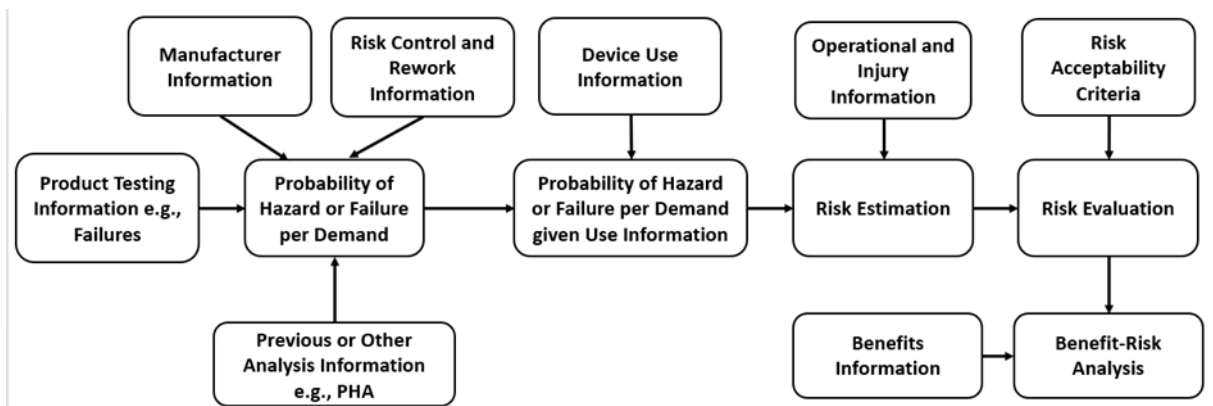 Manufacturer
Information
Risk Control and
Rework
Information
Device Use
Information
Operational and
Injury
Information
Risk
Acceptability
Criteria
Product Testing
Information e.g.,
Failures
Probability of
Hazard or Failure
per Demand
Probability of Hazard
or Failure per Demand
given Use Information
Risk Estimation
Risk Evaluation
Previous or Other
Analysis Information
e.g., PHA
Benefits
Information
Benefit-Risk
Analysis